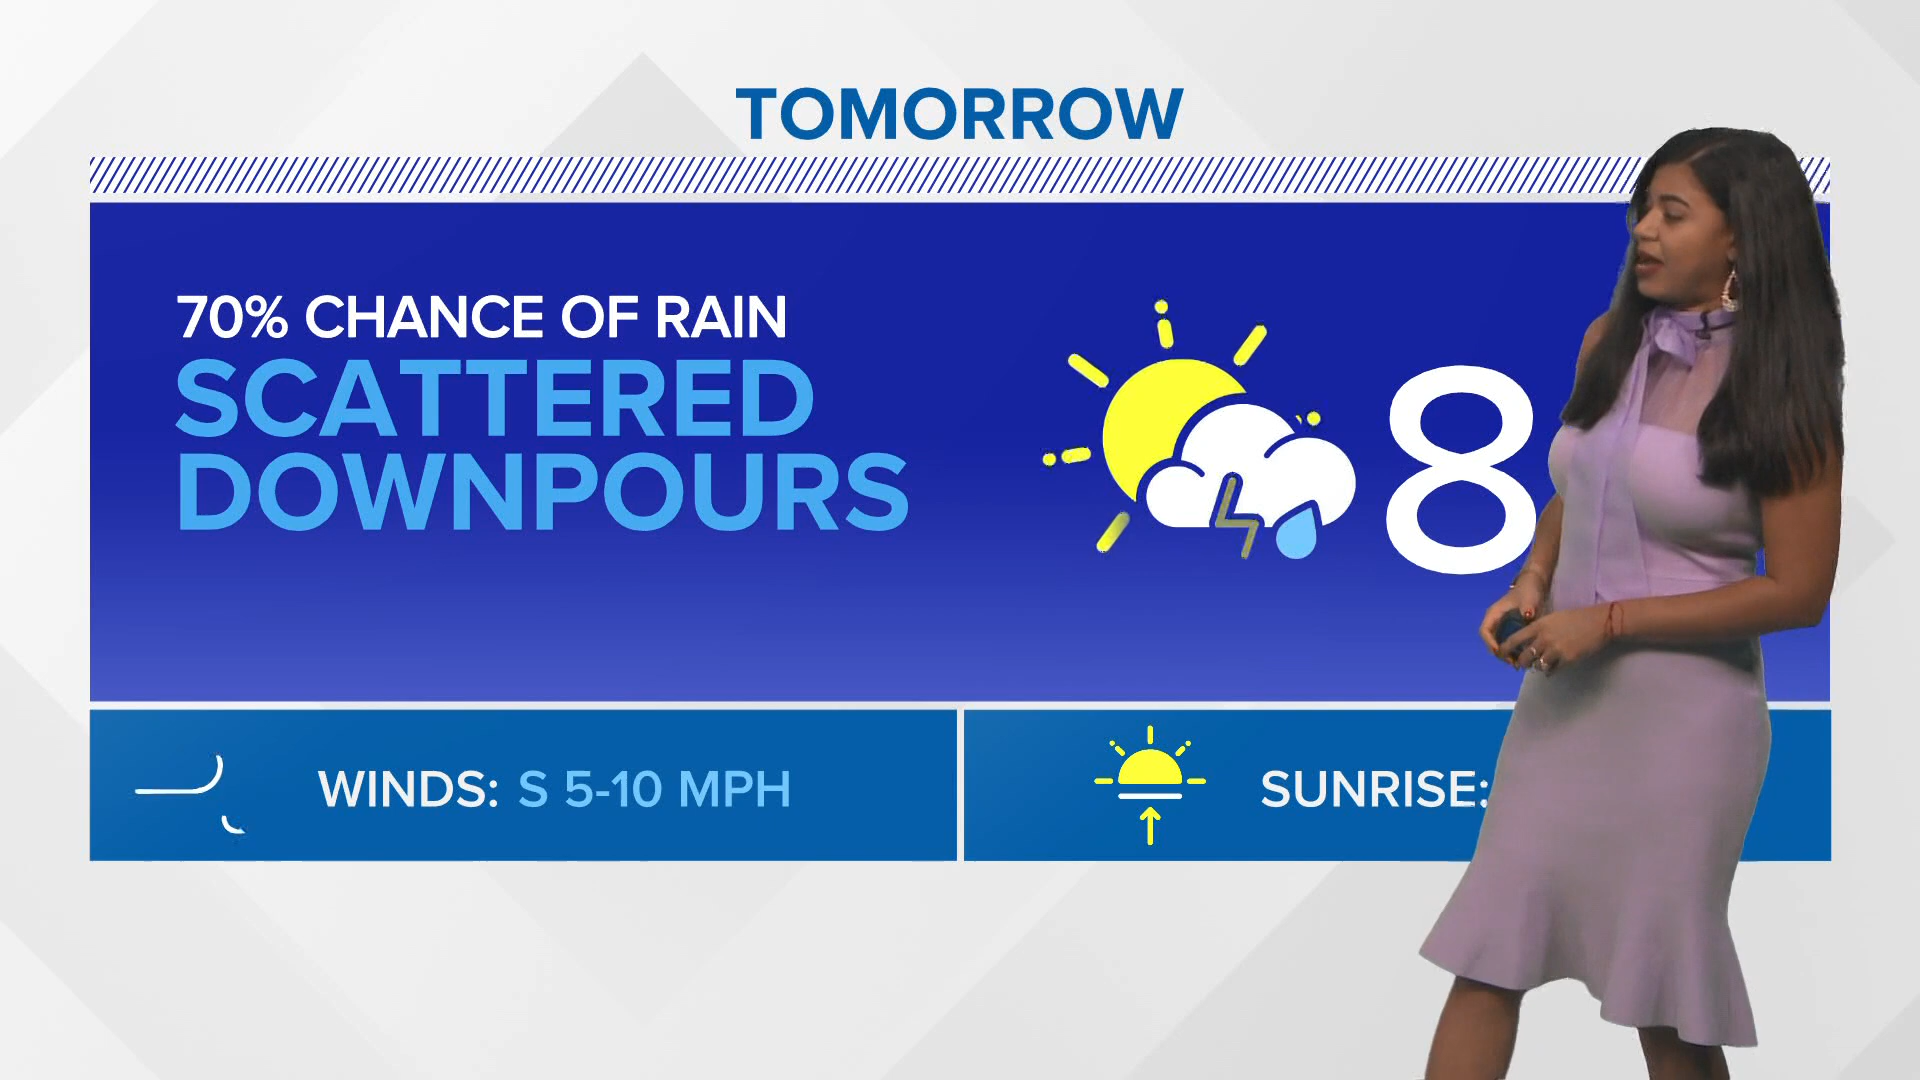 TOMORROW
70% CHANCE OF RAIN
SCATTERED
DOWNPOURS
8
WINDS: S 5-10 MPH
SUNRISE: